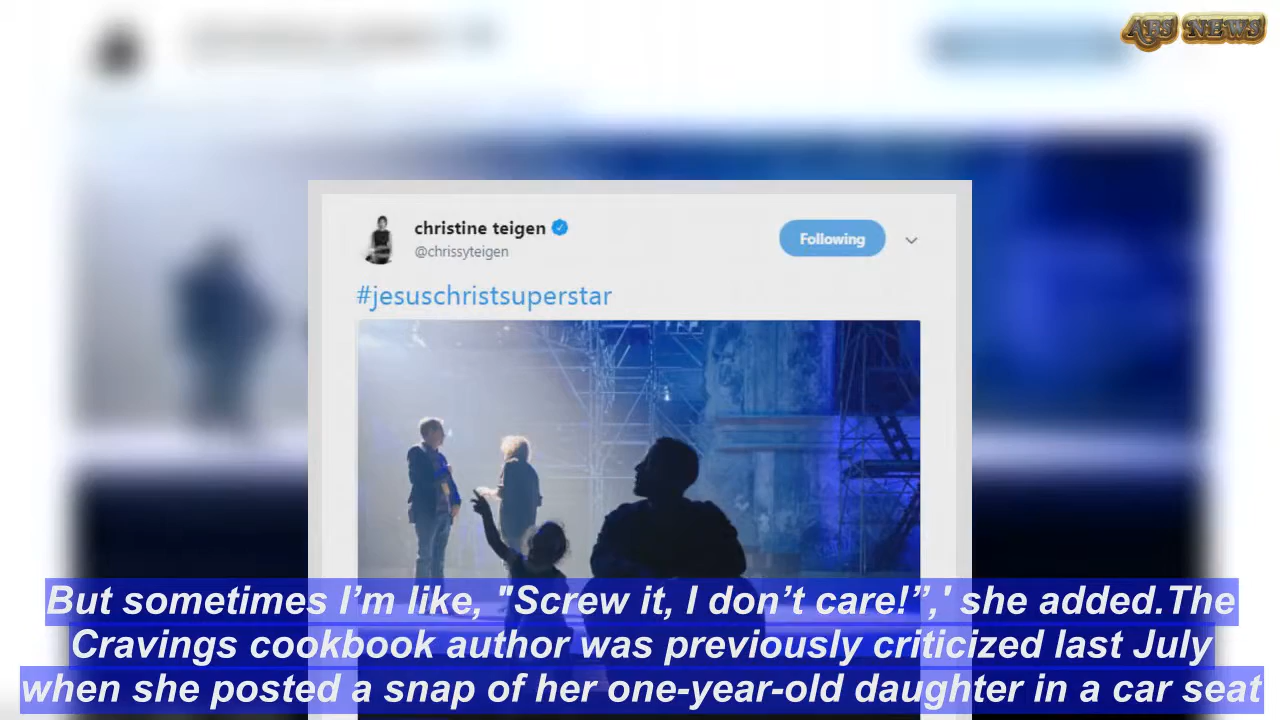 ARS NEWS
christine teigen
@chrissyteigen
Following
#jesuschristsuperstar
But sometimes I’m like, "Screw it, I don’t care!”,' she added.The
Cravings cookbook author was previously criticized last July
when she posted a snap of her one-year-old daughter in a car seat